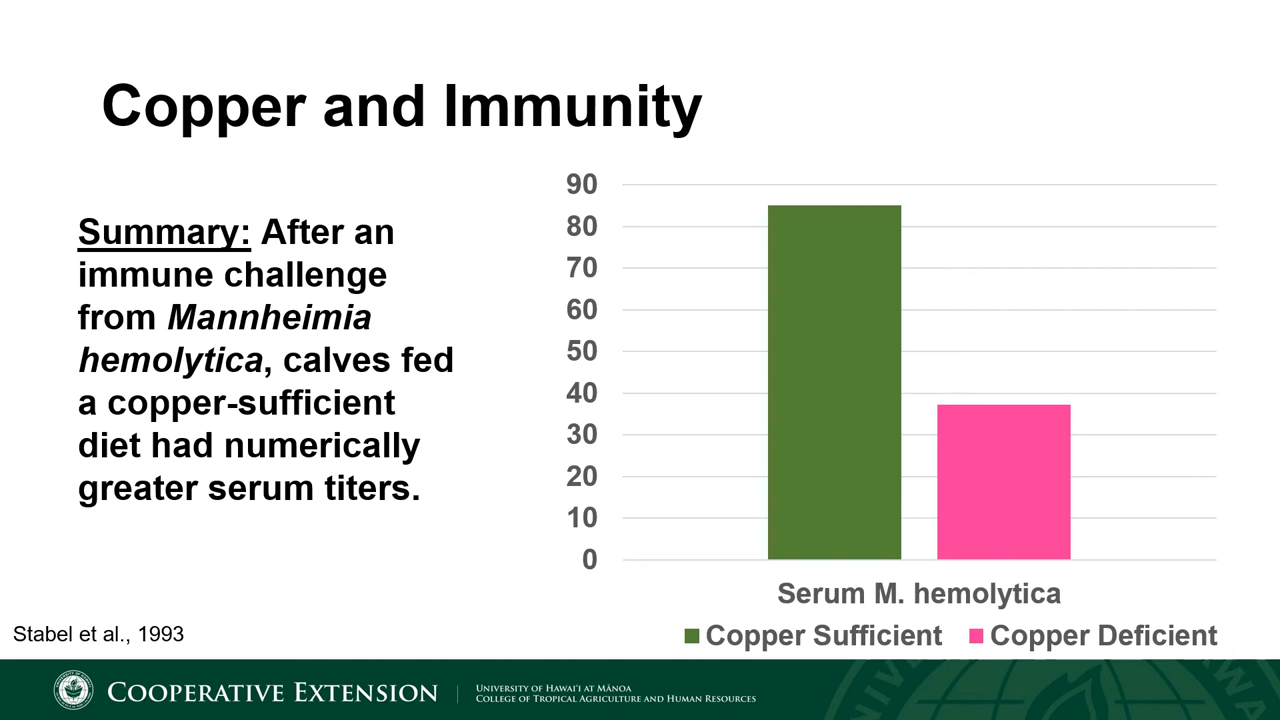 Copper and Immunity
Summary: After an
immune challenge
from Mannheimia
hemolytica, calves fed
a copper-sufficient
diet had numerically
greater serum titers.
90
80
70
60
50
40
30
20
10
0
Serum M. hemolytica
Copper Sufficient
Copper Deficient
Stabel et al., 1993
COOPERATIVE EXTENSION
UNIVERSITY OF HAWAI'I AT MĀNOA
COLLEGE OF TROPICAL AGRICULTURE AND HUMAN RESOURCES